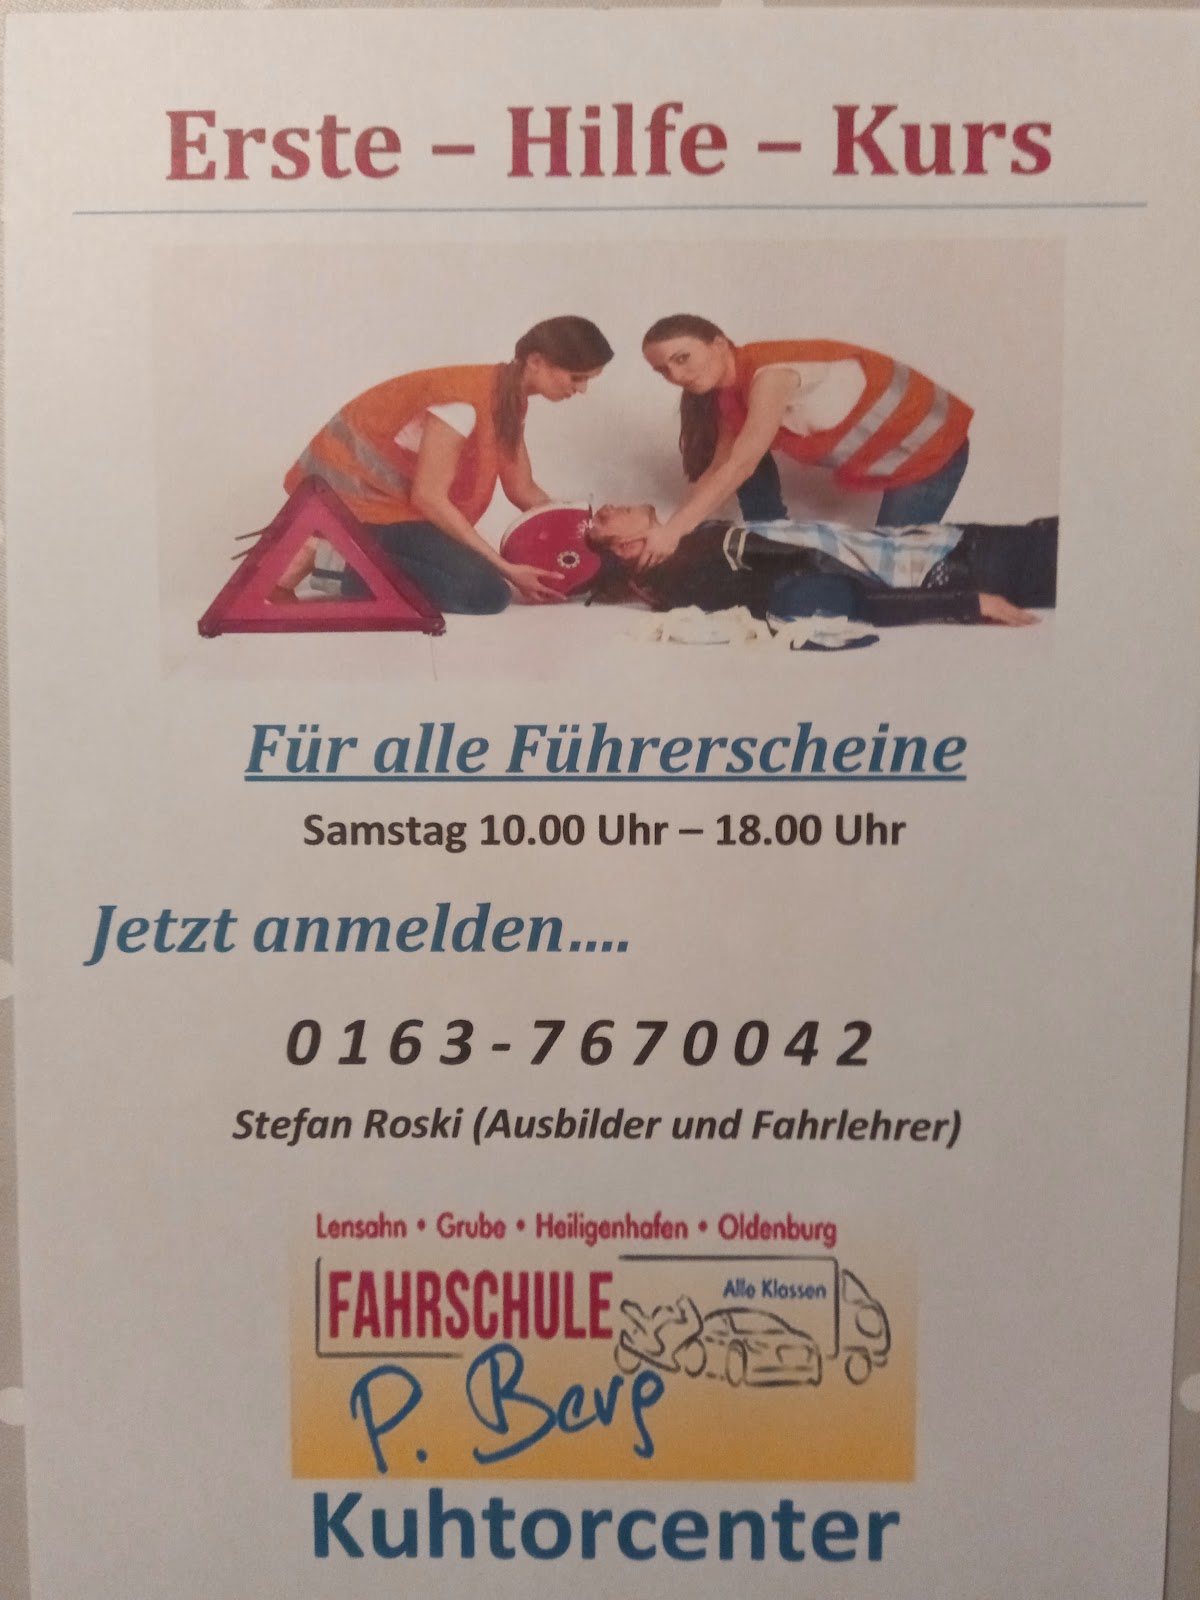 Erste – Hilfe – Kurs
Für alle Führerscheine
Samstag 10.00 Uhr – 18.00 Uhr
Jetzt anmelden....
0163-7670042
Stefan Roski (Ausbilder und Fahrlehrer)
Lensahn • Grube • Heiligenhafen • Oldenburg
FAHRSCHULE
Alle Klassen
P. Berg
Kuhtorcenter